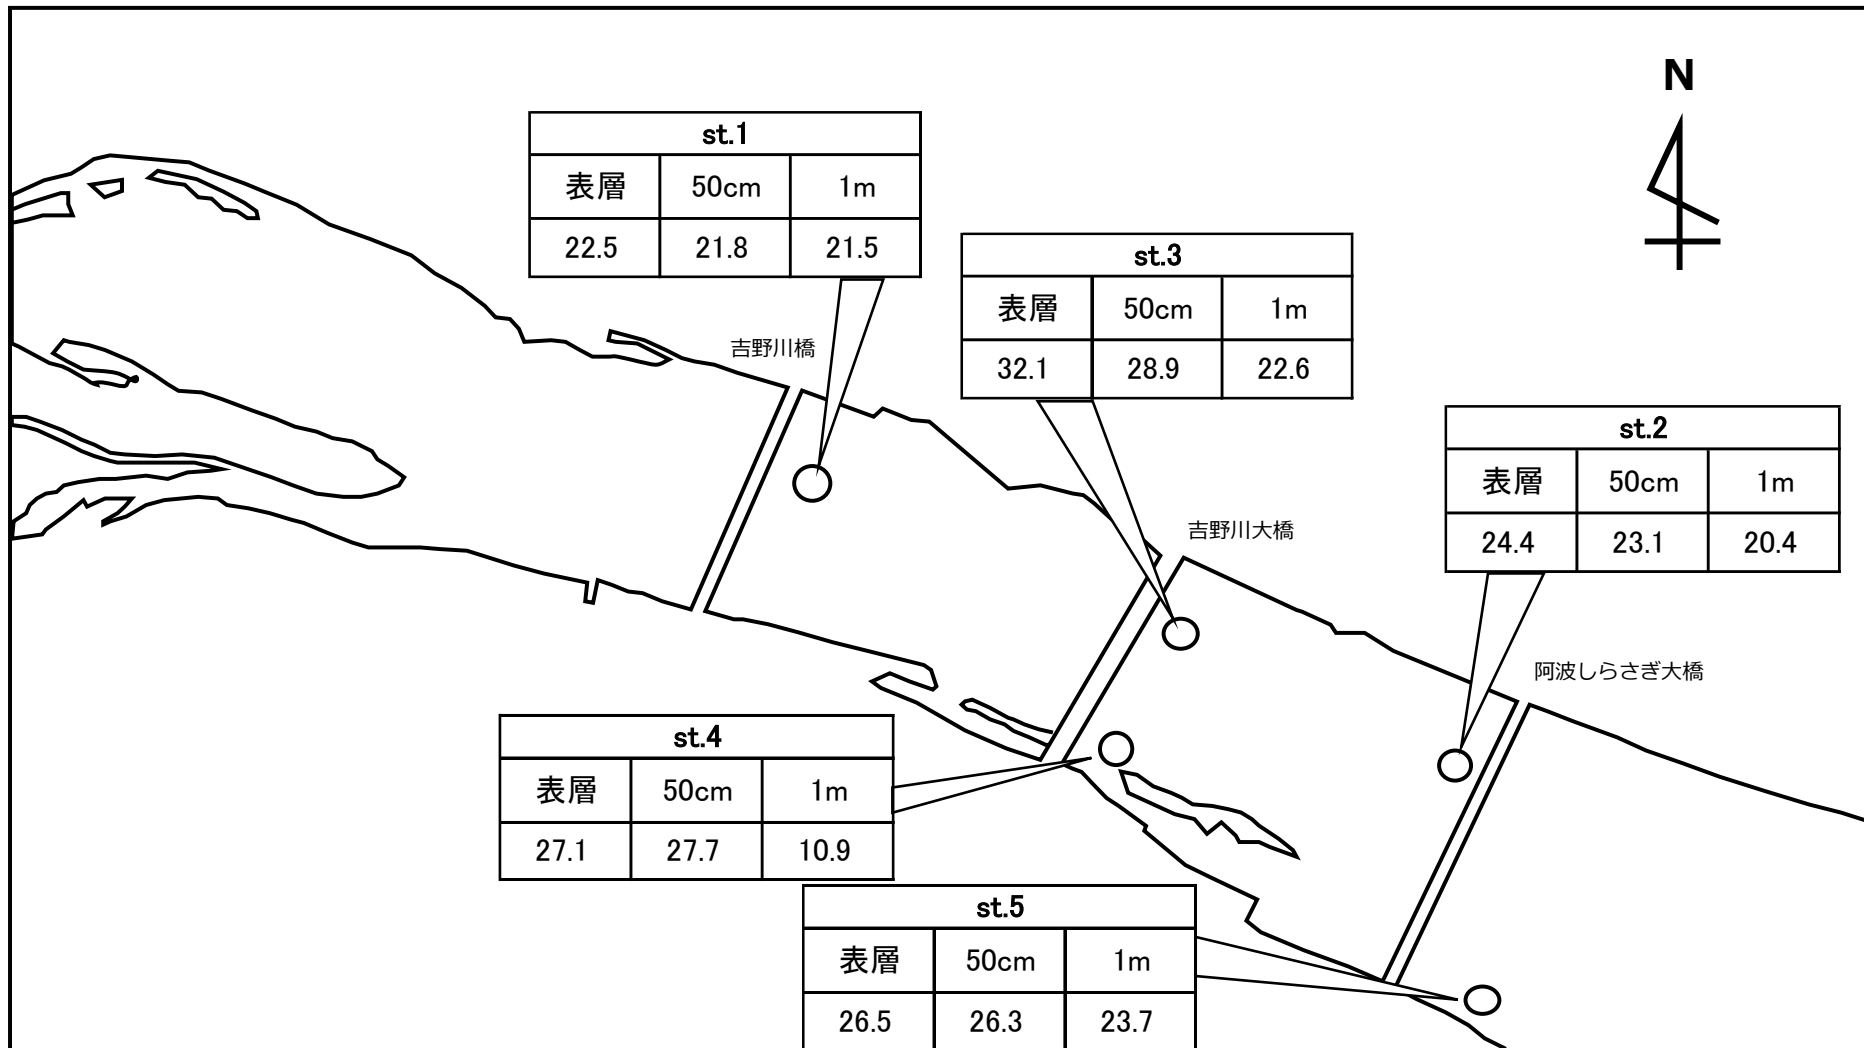 N
st.1
表層 50cm 1m
22.5 21.8 21.5
st.3
表層 50cm 1m
32.1 28.9 22.6
吉野川橋
st.2
表層 50cm 1m
24.4 23.1 20.4
吉野川大橋
阿波しらさぎ大橋
st.4
表層 50cm 1m
27.1 27.7 10.9
st.5
表層 50cm 1m
26.5 26.3 23.7